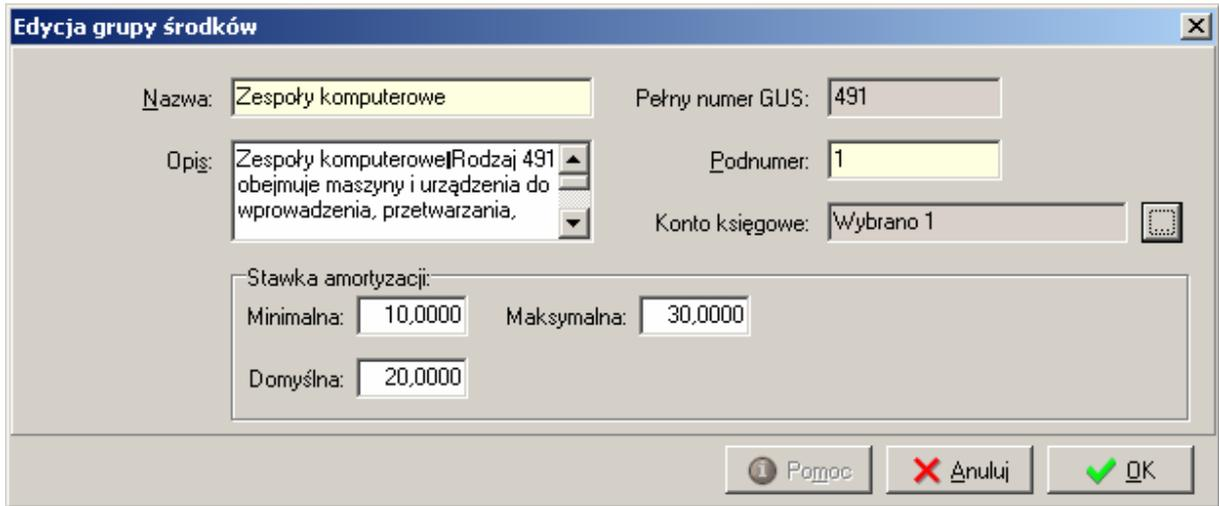 Edycja grupy środków
Nazwa: Zespoły komputerowe
Pełny numer GUS: 491
Opis: Zespoły komputerowe|Rodzaj 491
obejmuje maszyny i urządzenia do
wprowadzenia, przetwarzania,
Podnumer: 1
Konto księgowe: Wybrano 1
Stawka amortyzacji:
Minimalna: 10,0000 Maksymalna: 30,0000
Domyślna: 20,0000
Pomoc Anuluj OK